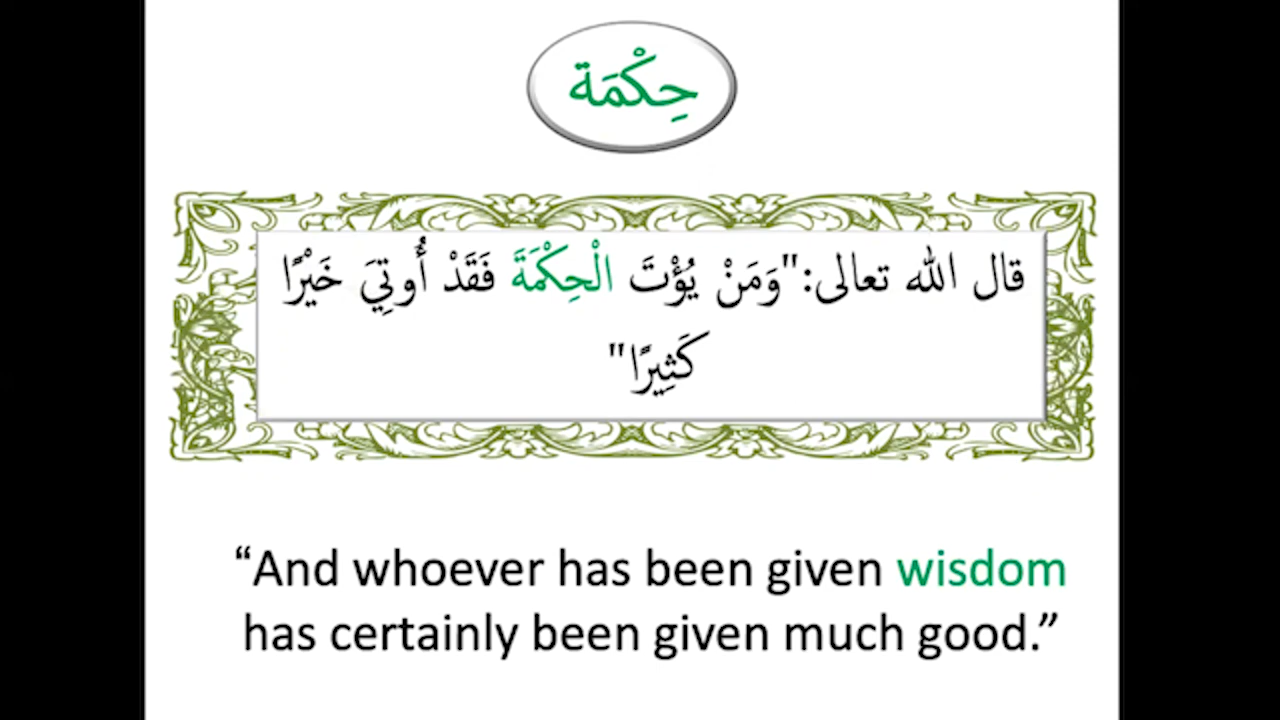 حِكْمَة
قال الله تعالى:"وَمَنْ يُؤْتَ الْحِكْمَةَ فَقَدْ أُوتِيَ خَيْرًا
كَثِيرًا"
“And whoever has been given wisdom
has certainly been given much good.”